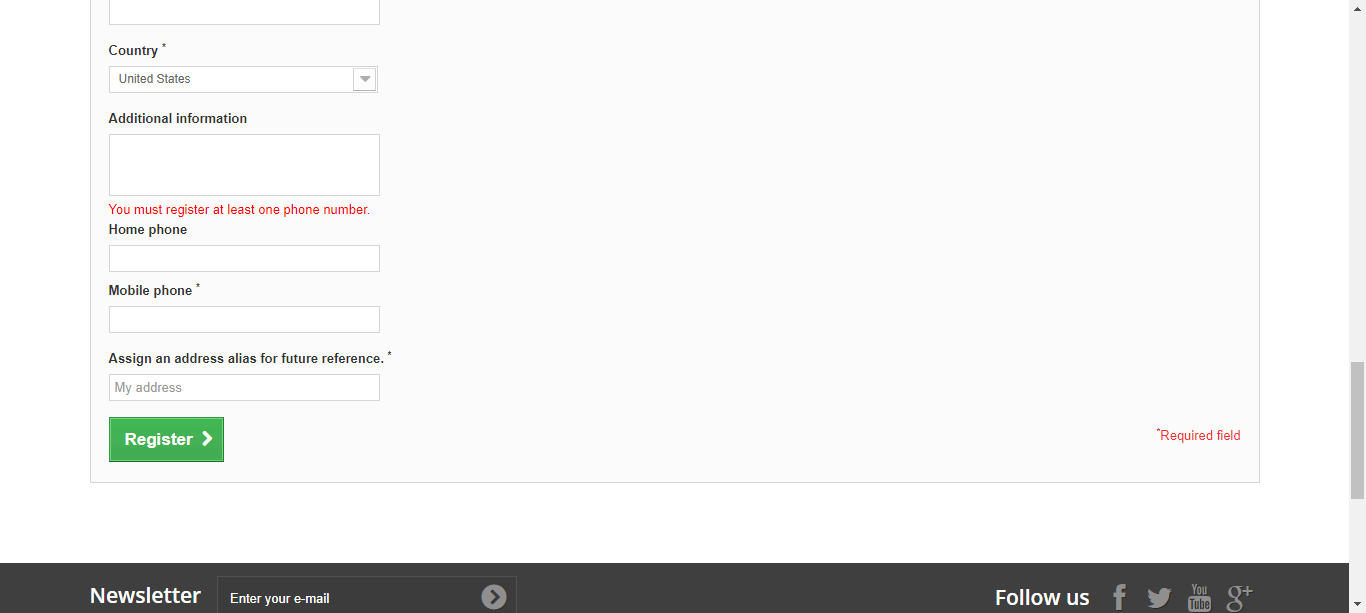 Country *
United States
Additional information
You must register at least one phone number.
Home phone
Mobile phone *
Assign an address alias for future reference. *
My address
Register
*Required field
Newsletter
Enter your e-mail
Follow us
You
Tube
g+